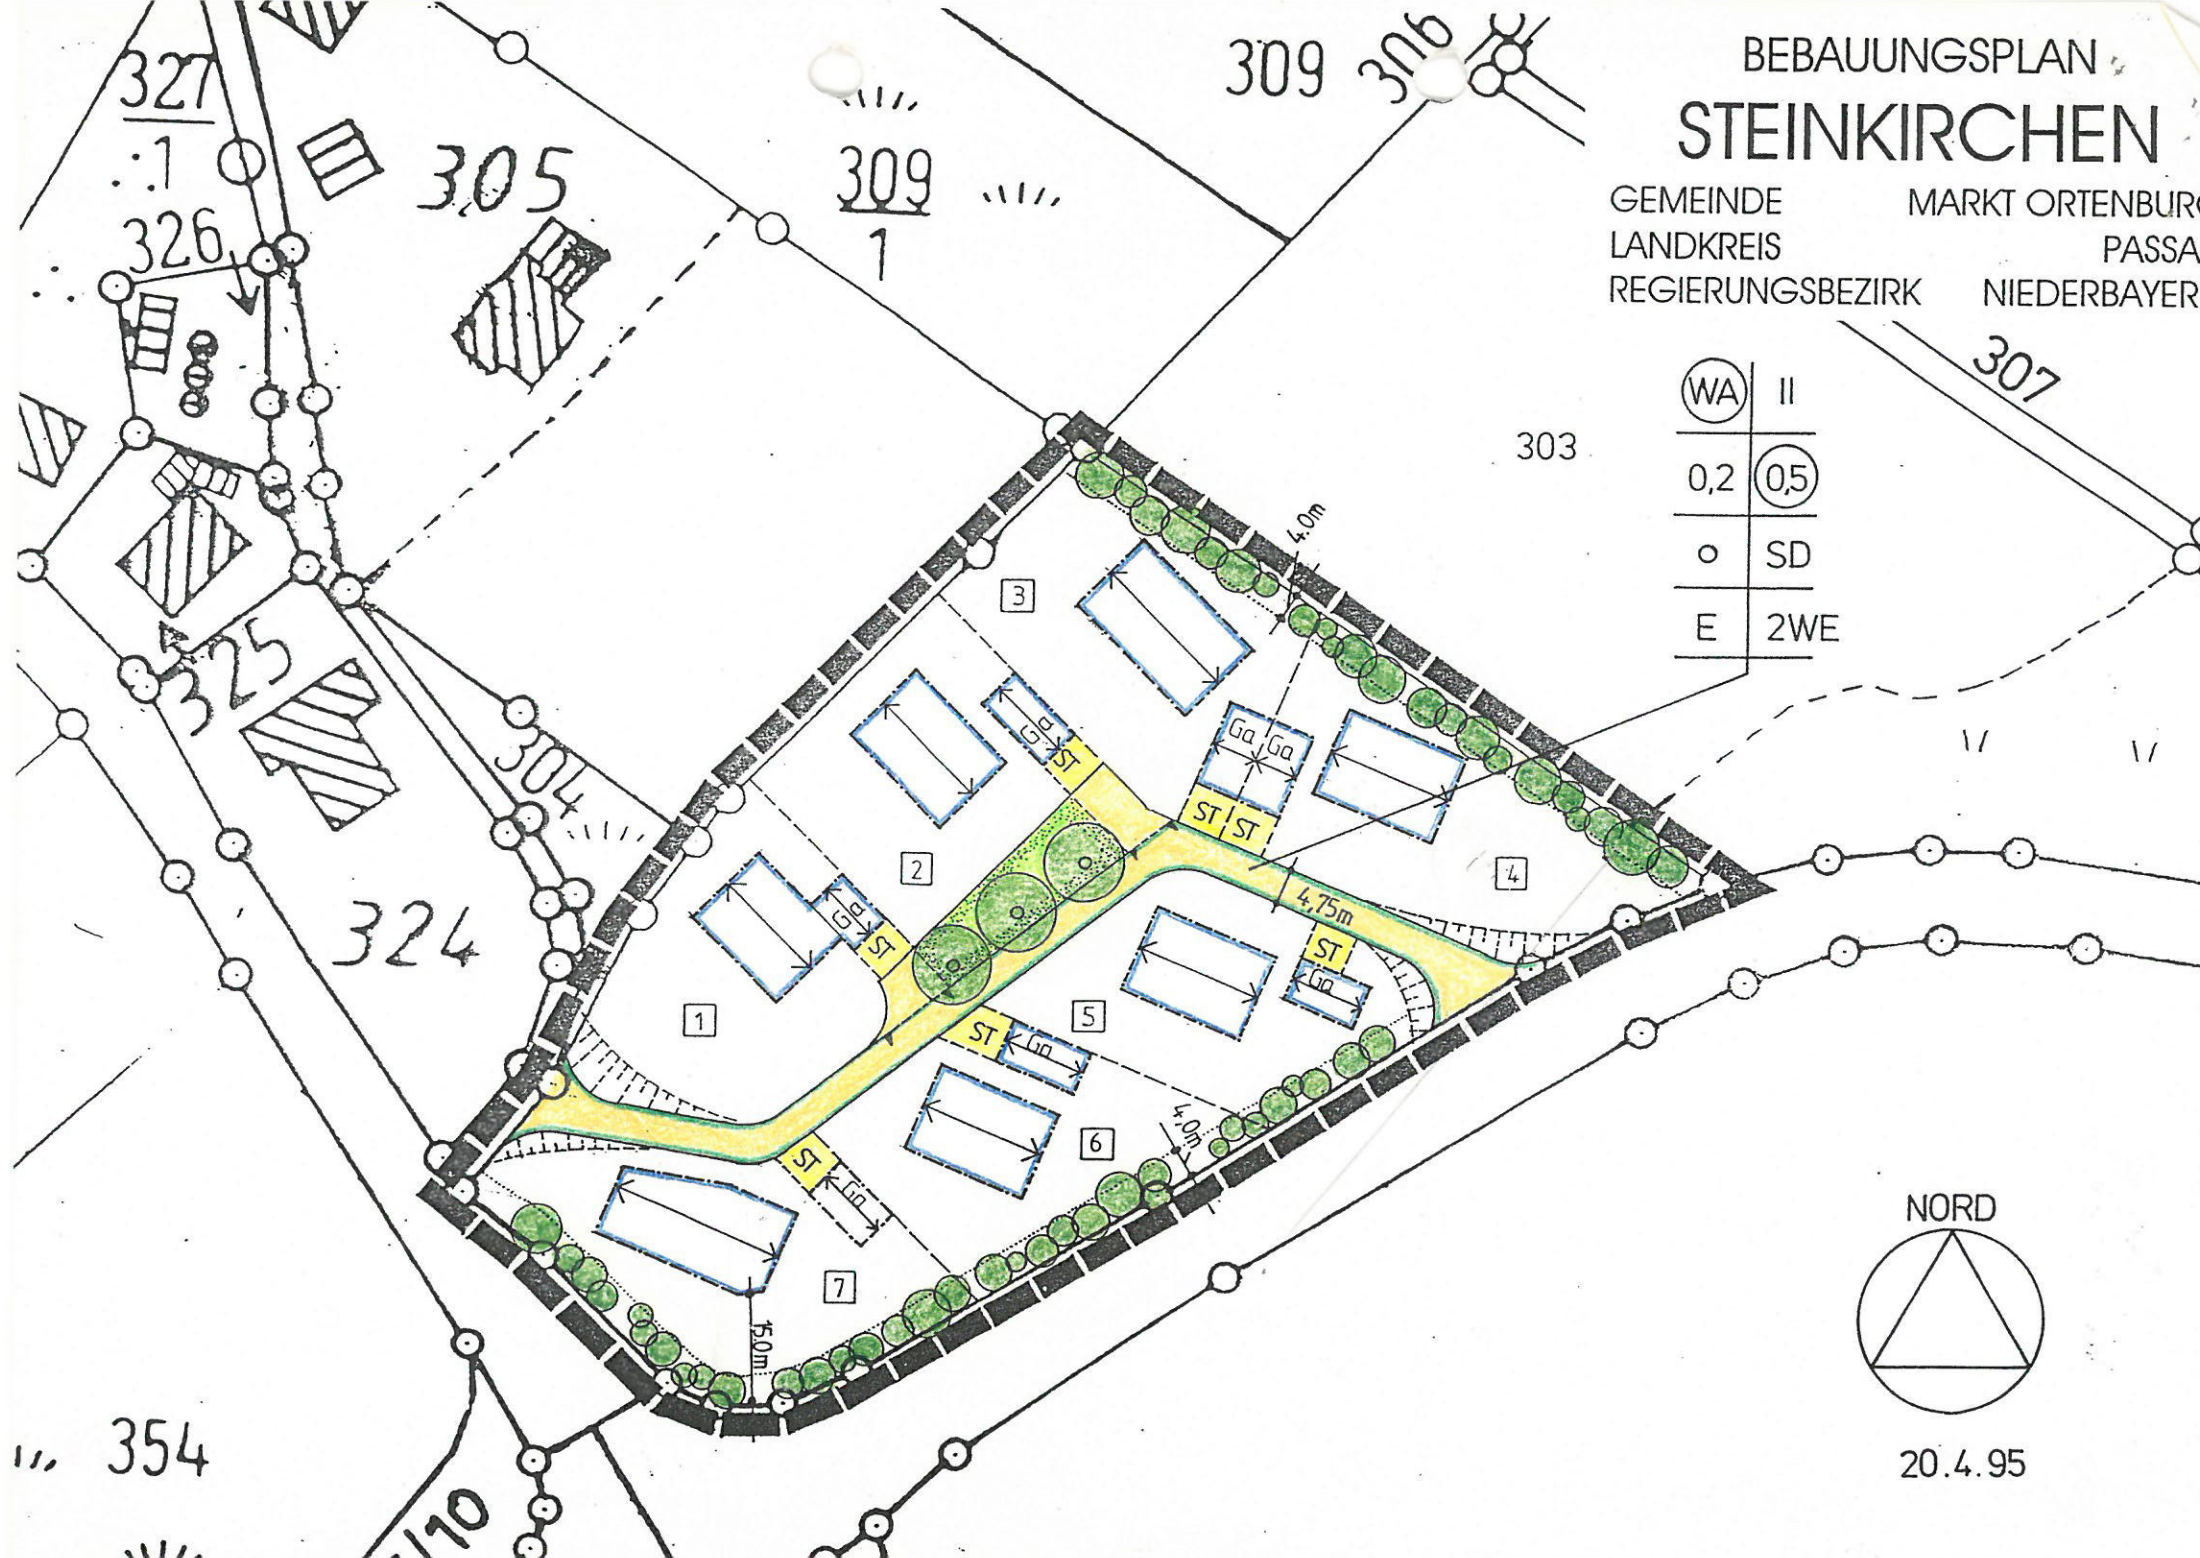 BEBAUUNGSPLAN
STEINKIRCHEN
GEMEINDE MARKT ORTENBURG
LANDKREIS PASSA
REGIERUNGSBEZIRK NIEDERBAYER
WA II
0,2 0,5
o SD
E 2WE
327
1
326
305
309
1
309
306
307
303
325
304
324
354
/10
4.0m
3
Ga
ST
Ga Ga
ST ST
2
4
4,75m
Ga
ST
ST
Ga
1
5
ST
Ga
4,0m
6
ST
Ga
7
15.0m
NORD
20.4.95